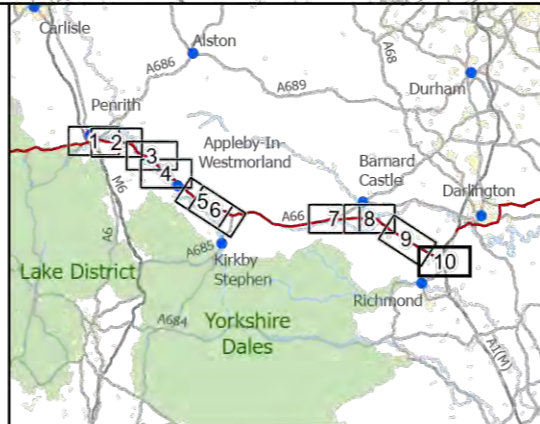 Carlisle
Alston
A68
A686
A689
Durham
Penrith
1
2
3
4
Appleby-In
Westmorland
Barnard
Castle
Darlington
M6
5
6
A66
7
8
9
10
A6
A685
Kirkby
Stephen
Lake District
Richmond
A684
Yorkshire
Dales
A1(M)